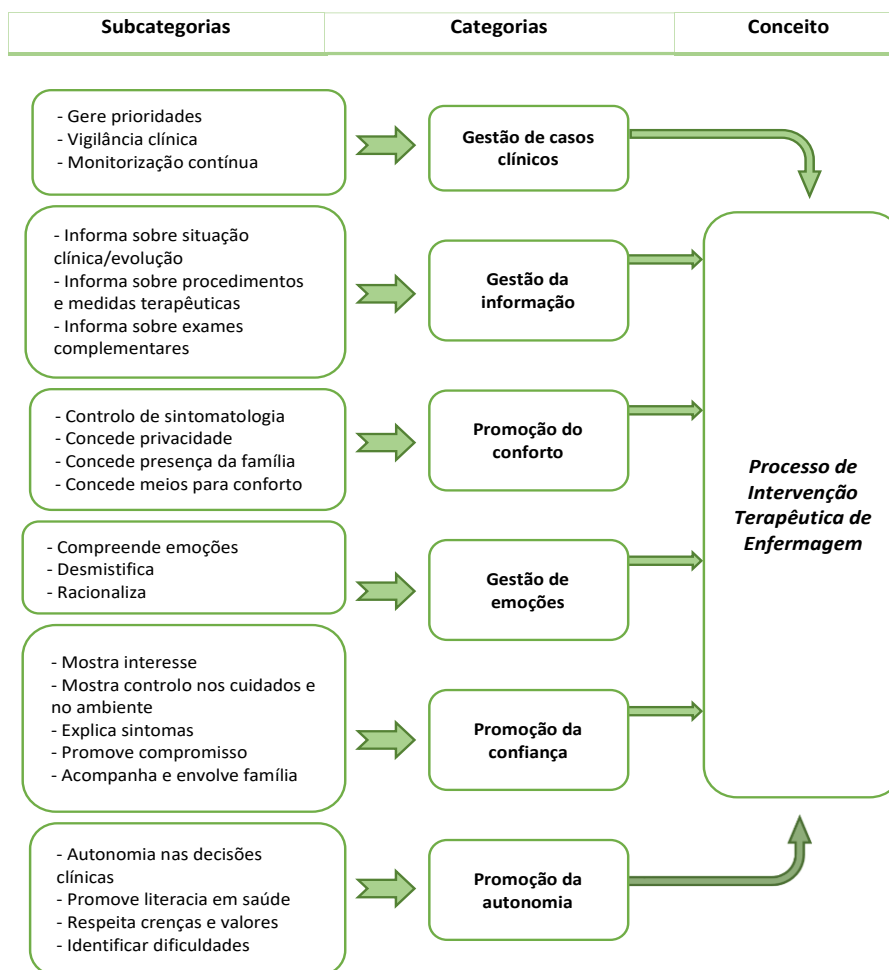 Subcategorias
Categorias
Conceito
- Gere prioridades
- Vigilância clínica
- Monitorização contínua
Gestão de casos
clínicos
- Informa sobre situação
clínica/evolução
- Informa sobre procedimentos
e medidas terapêuticas
- Informa sobre exames
complementares
Gestão da
informação
- Controlo de sintomatologia
- Concede privacidade
- Concede presença da família
- Concede meios para conforto
Promoção do
conforto
- Compreende emoções
- Desmistifica
- Racionaliza
Gestão de
emoções
- Mostra interesse
- Mostra controlo nos cuidados e
no ambiente
- Explica sintomas
- Promove compromisso
- Acompanha e envolve família
Promoção da
confiança
- Autonomia nas decisões
clínicas
- Promove literacia em saúde
- Respeita crenças e valores
- Identificar dificuldades
Promoção da
autonomia
Processo de
Intervenção
Terapêutica de
Enfermagem